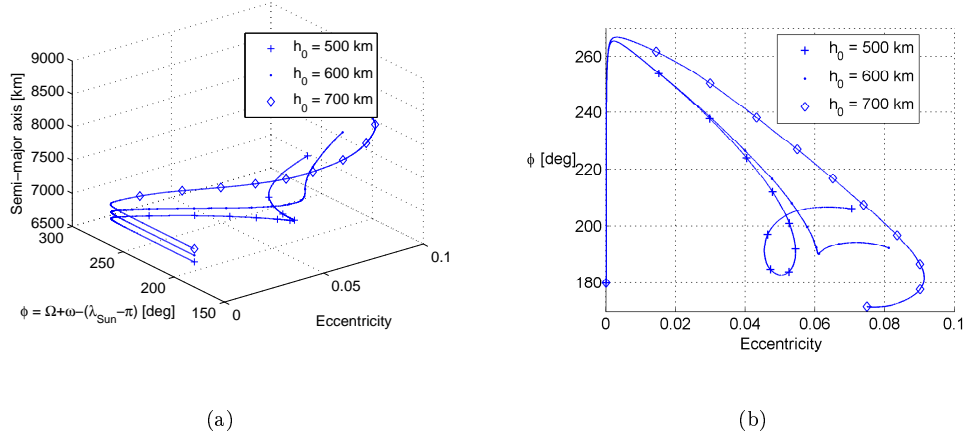 9000
8500
8000
7500
7000
6500
Semi−major axis [km]
300
250
200
150
ϕ = Ω+ω−(λSun−π) [deg]
0
0.05
0.1
Eccentricity
h0 = 500 km
h0 = 600 km
h0 = 700 km
(a)
260
240
220
200
180
ϕ [deg]
0
0.02
0.04
0.06
0.08
0.1
Eccentricity
h0 = 500 km
h0 = 600 km
h0 = 700 km
(b)